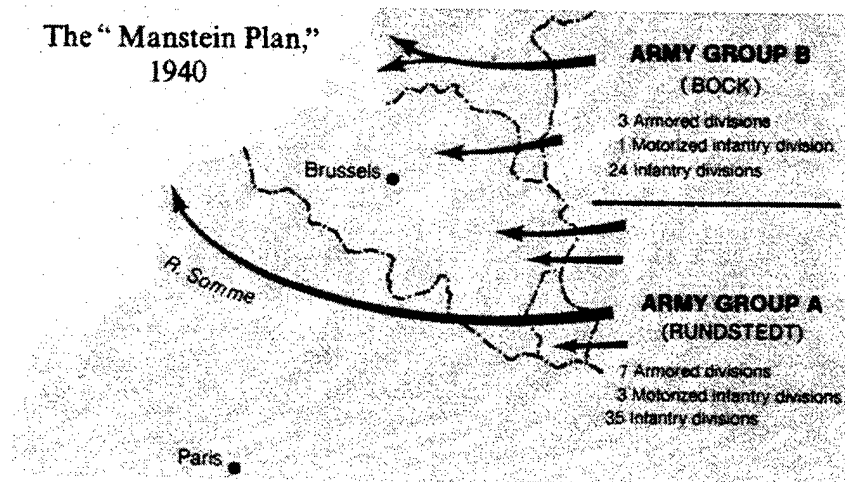 The “ Manstein Plan,”
1940
ARMY GROUP B
(BOCK)
3 Armored divisions
1 Motorized infantry division
24 Infantry divisions
Brussels
R. Somme
ARMY GROUP A
(RUNDSTEDT)
7 Armored divisions
3 Motorized infantry divisions
35 Infantry divisions
Paris